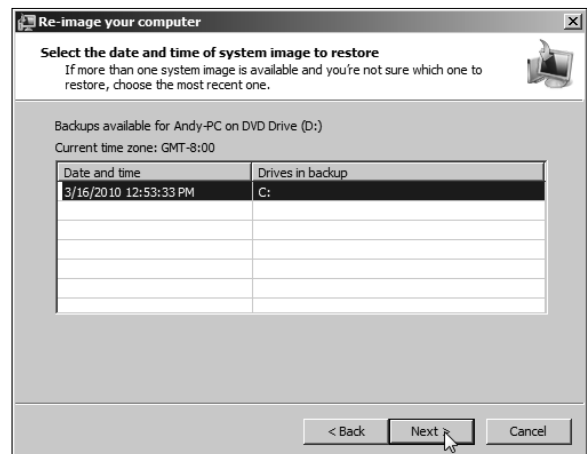 Re-image your computer
Select the date and time of system image to restore
If more than one system image is available and you're not sure which one to
restore, choose the most recent one.
Backups available for Andy-PC on DVD Drive (D:)
Current time zone: GMT-8:00
Date and time Drives in backup
3/16/2010 12:53:33 PM C:
< Back Next > Cancel